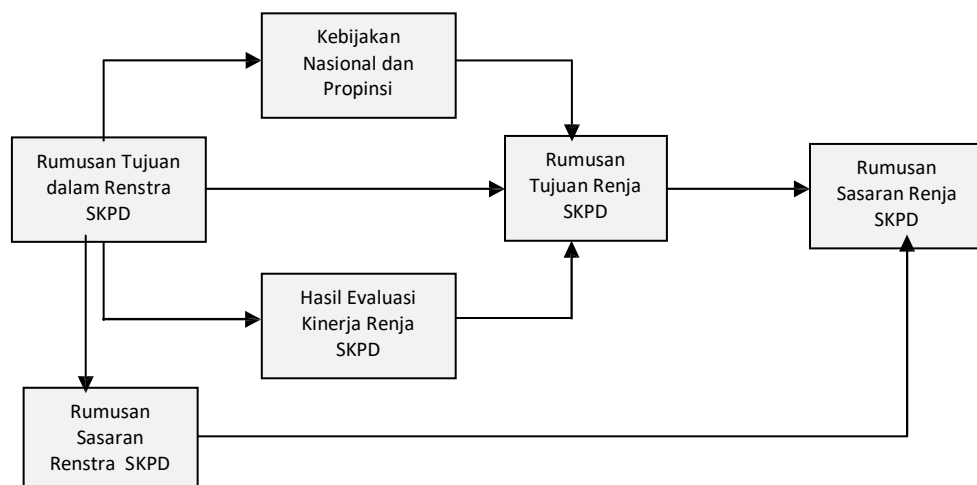 Kebijakan
Nasional dan
Propinsi
Rumusan Tujuan
dalam Renstra
SKPD
Rumusan
Tujuan Renja
SKPD
Rumusan
Sasaran Renja
SKPD
Hasil Evaluasi
Kinerja Renja
SKPD
Rumusan
Sasaran
Renstra SKPD